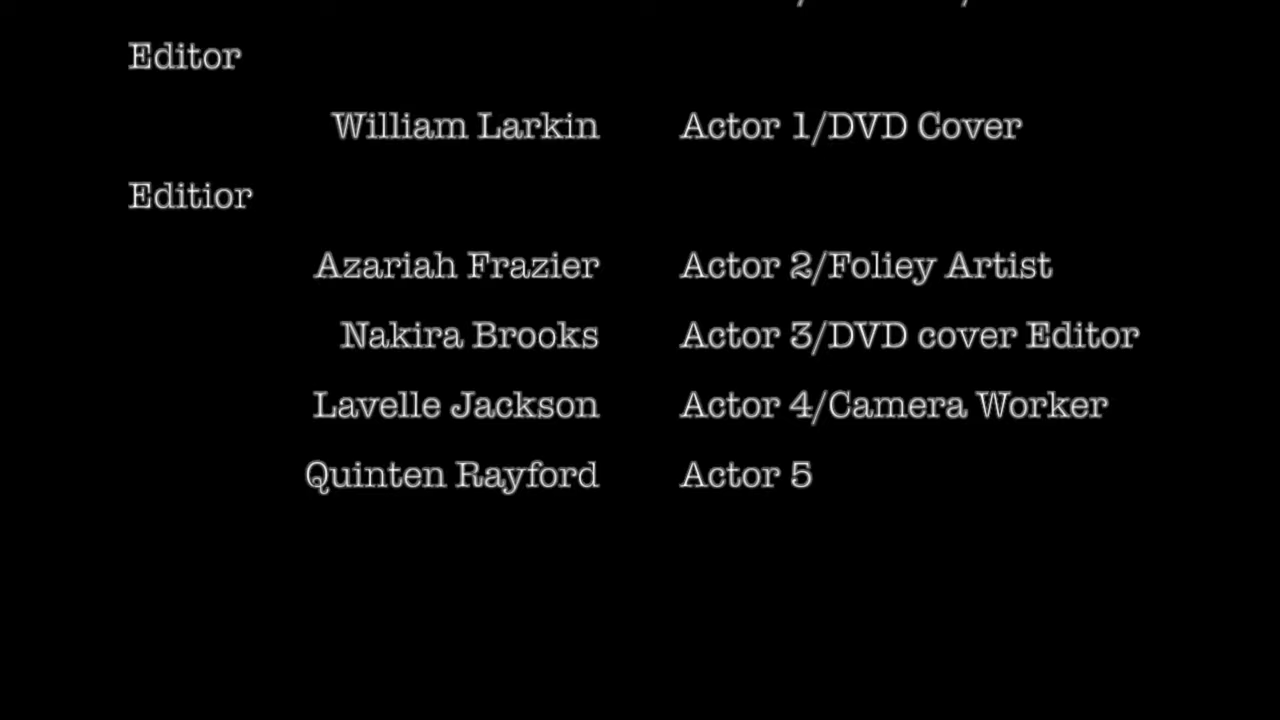 Editor
William Larkin Actor 1/DVD Cover
Editior
Azariah Frazier Actor 2/Foliey Artist
Nakira Brooks Actor 3/DVD cover Editor
Lavelle Jackson Actor 4/Camera Worker
Quinten Rayford Actor 5